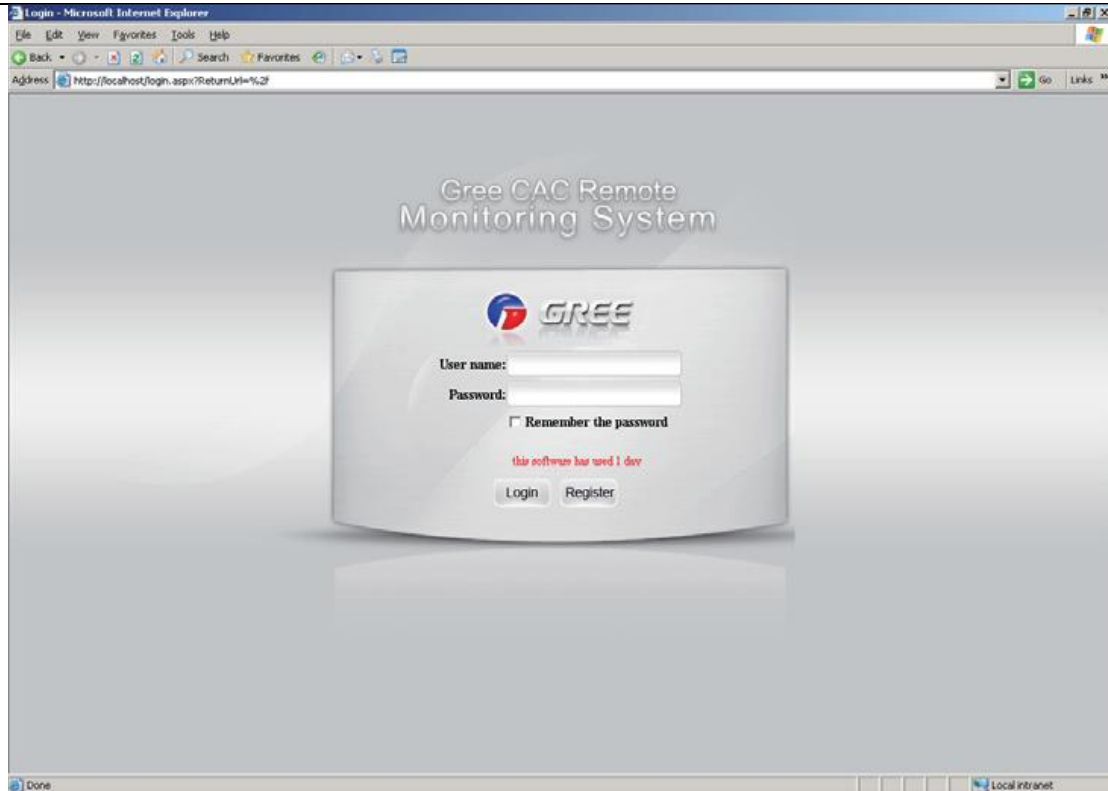 Login - Microsoft Internet Explorer
File Edit View Favorites Tools Help
Back Search Favorites
Address http://localhost/login.aspx?ReturnUrl=%2f Go Links »
Gree CAC Remote
Monitoring System
GREE
User name:
Password:
Remember the password
this software has used 1 day
Login Register
Done Local intranet